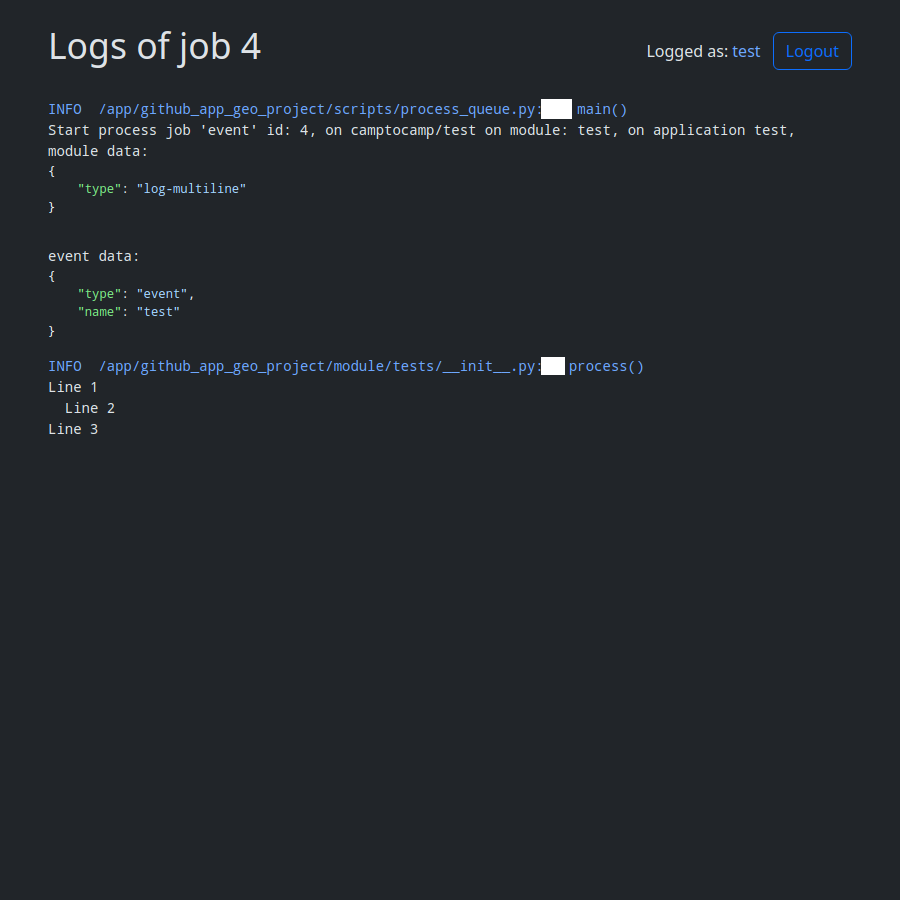 Logs of job 4
Logged as: test
Logout
INFO  /app/github_app_geo_project/scripts/process_queue.py: main()
Start process job 'event' id: 4, on camptocamp/test on module: test, on application test,
module data:
{
    "type": "log-multiline"
}
event data:
{
    "type": "event",
    "name": "test"
}
INFO  /app/github_app_geo_project/module/tests/__init__.py: process()
Line 1
  Line 2
Line 3